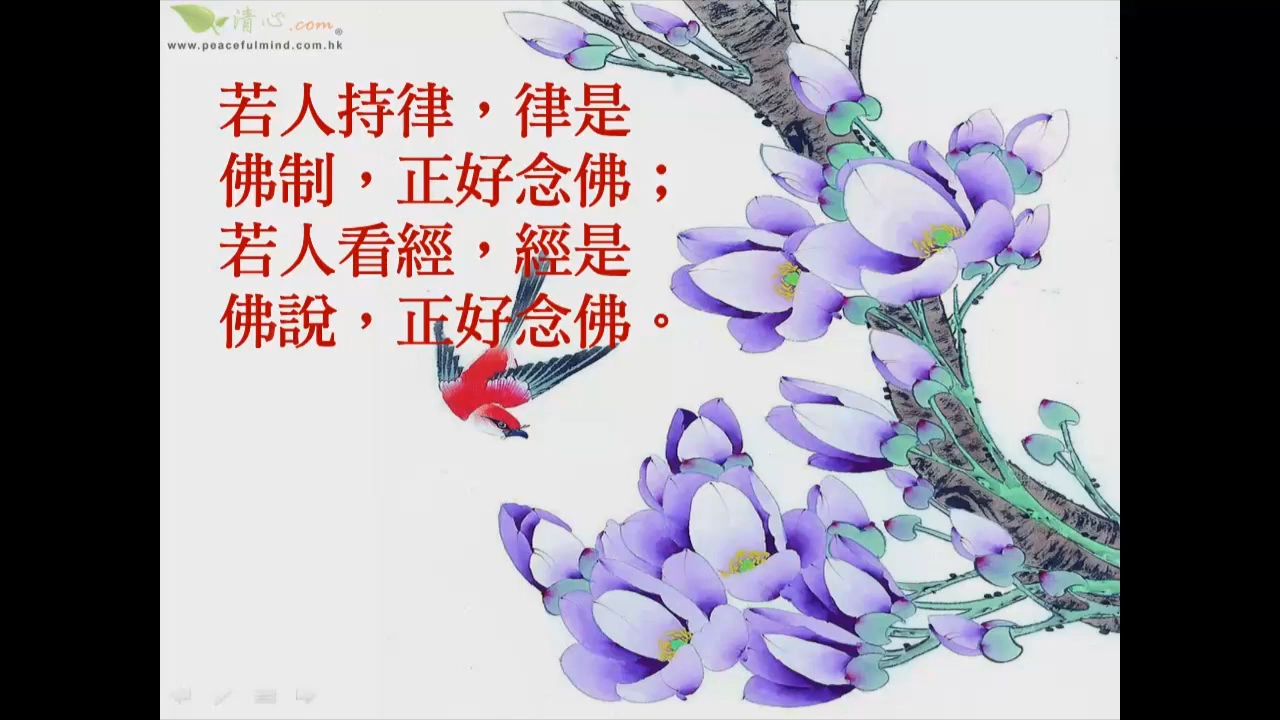 清心.com®
www.peacefulmind.com.hk
若人持律，律是
佛制，正好念佛；
若人看經，經是
佛說，正好念佛。